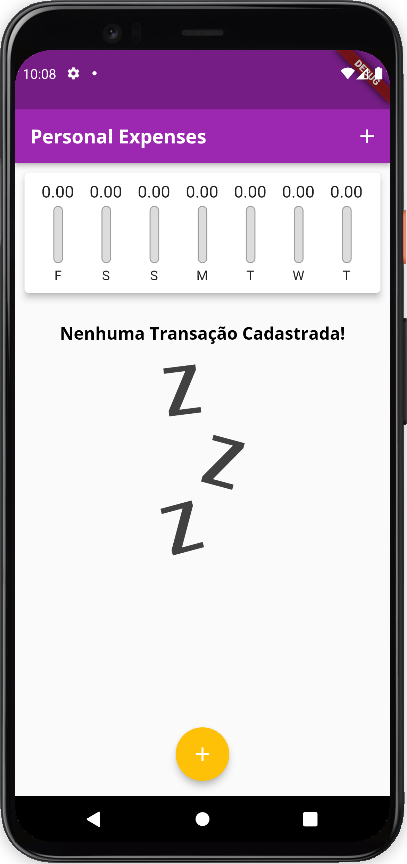 10:08
DEBUG
Personal Expenses
0.00 0.00 0.00 0.00 0.00 0.00 0.00
F S S M T W T
Nenhuma Transação Cadastrada!
Z
Z
Z